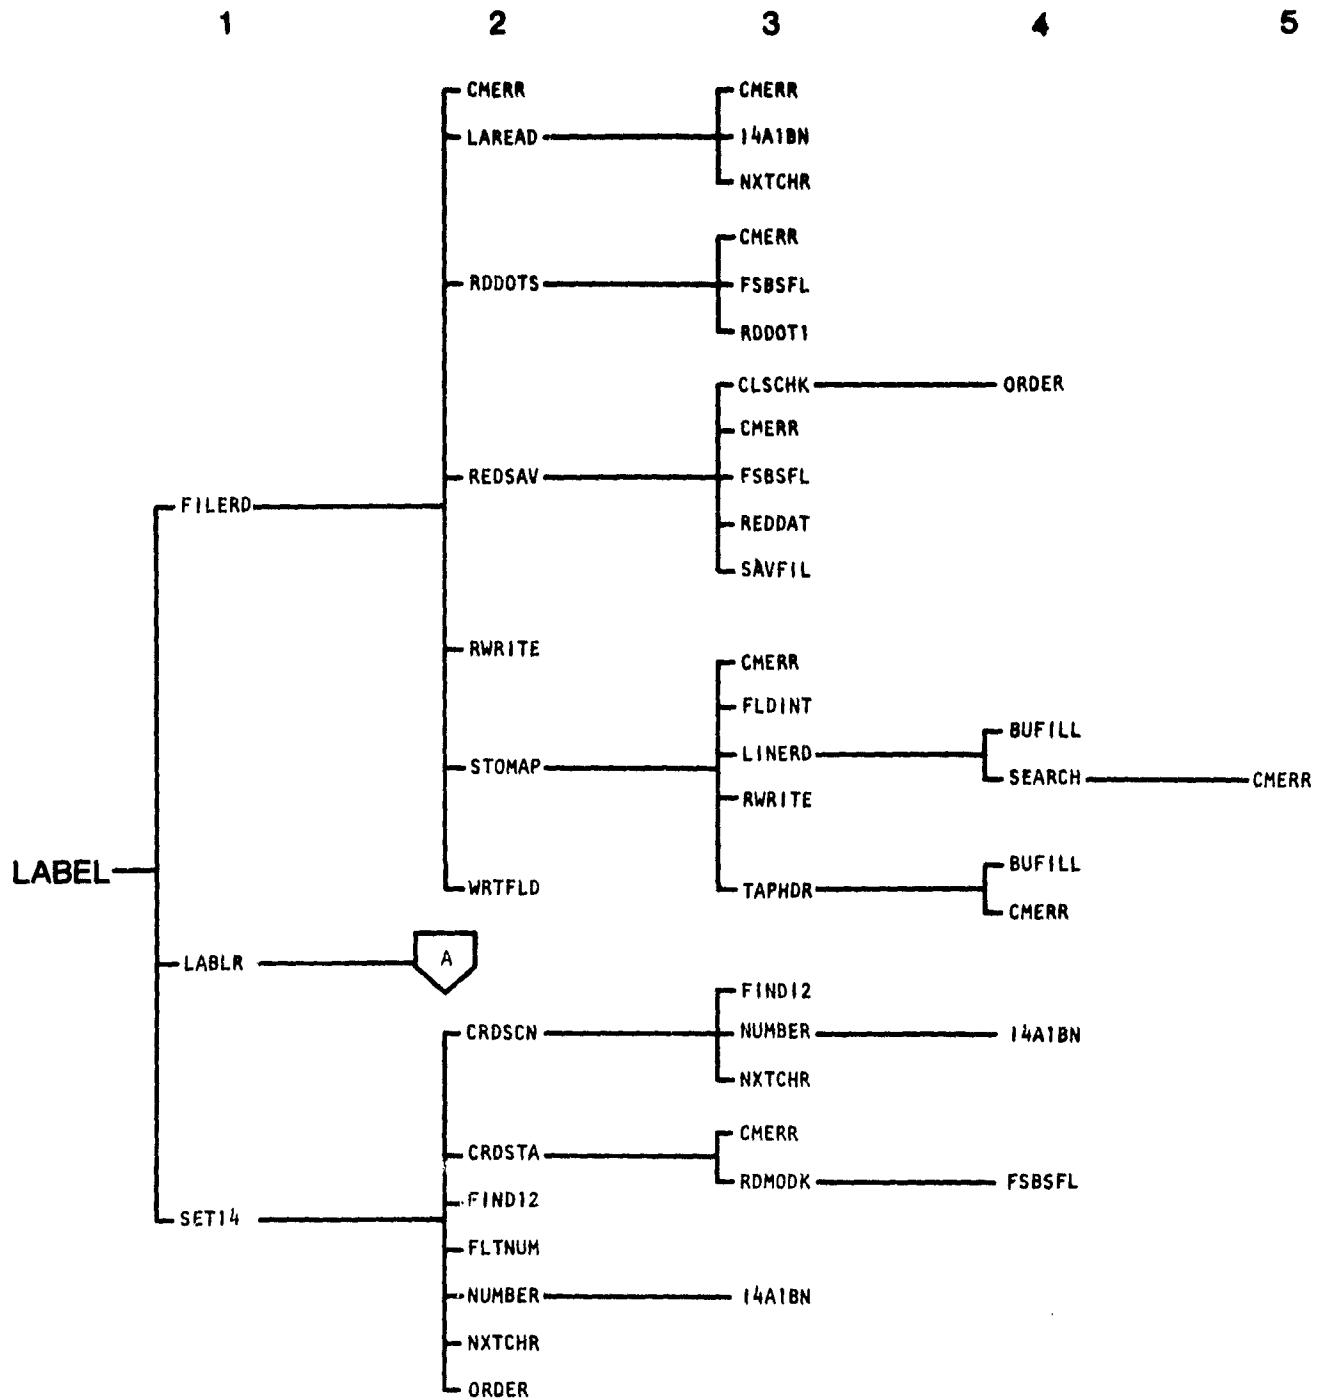 1 2 3 4 5
CMERR CMERR
LAREAD I4A1BN
NXTCHR
CMERR
RDDOTS FSBSFL
RDDOT1
CLSCHK ORDER
CMERR
REDSAV FSBSFL
FILERD
REDDAT
SAVFIL
RWRITE
CMERR
FLDINT
BUFILL
LINERD
STOMAP
SEARCH CMERR
RWRITE
BUFILL
LABEL
WRTFLD TAPHDR
CMERR
LABLR A
FINDI2
CRDSCN NUMBER I4A1BN
NXTCHR
CMERR
CRDSTA
RDMODK FSBSFL
FINDI2
SET14
FLTNUM
NUMBER I4A1BN
NXTCHR
ORDER